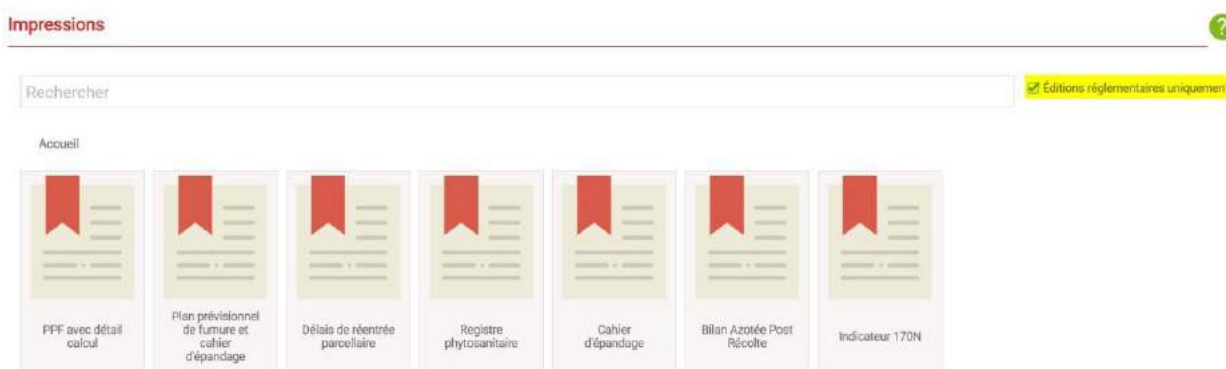 Impressions
?
Rechercher
Éditions réglementaires uniquemen
Accueil
PPF avec détail
calcul
Plan prévisionnel
de fumure et
cahier
d'épandage
Délais de réentrée
parcellaire
Registre
phytosanitaire
Cahier
d'épandage
Bilan Azotée Post
Récolte
Indicateur 170N